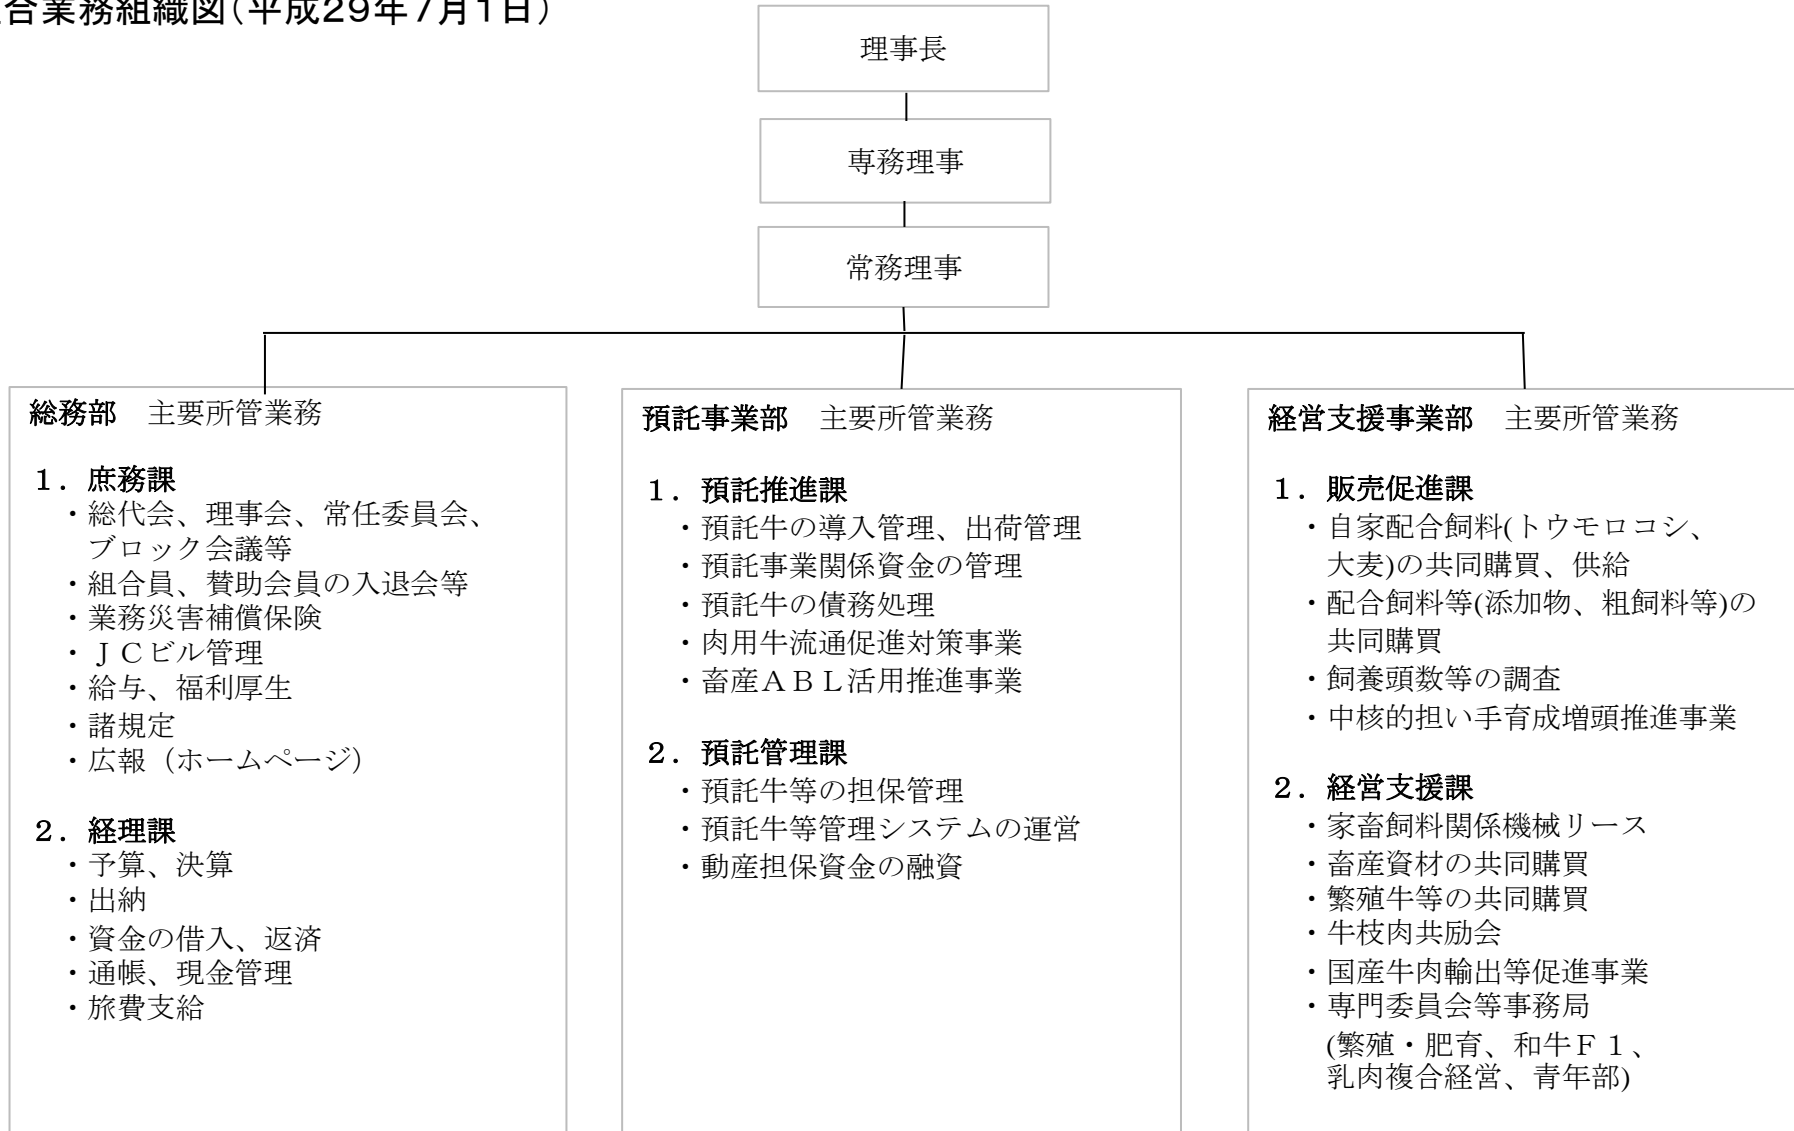 合業務組織図(平成29年7月1日)
理事長
専務理事
常務理事
総務部 主要所管業務
1．庶務課
・総代会、理事会、常任委員会、
ブロック会議等
・組合員、賛助会員の入退会等
・業務災害補償保険
・ＪＣビル管理
・給与、福利厚生
・諸規定
・広報（ホームページ）
2．経理課
・予算、決算
・出納
・資金の借入、返済
・通帳、現金管理
・旅費支給
預託事業部 主要所管業務
1．預託推進課
・預託牛の導入管理、出荷管理
・預託事業関係資金の管理
・預託牛の債務処理
・肉用牛流通促進対策事業
・畜産ＡＢＬ活用推進事業
2．預託管理課
・預託牛等の担保管理
・預託牛等管理システムの運営
・動産担保資金の融資
経営支援事業部 主要所管業務
1．販売促進課
・自家配合飼料(トウモロコシ、
大麦)の共同購買、供給
・配合飼料等(添加物、粗飼料等)の
共同購買
・飼養頭数等の調査
・中核的担い手育成増頭推進事業
2．経営支援課
・家畜飼料関係機械リース
・畜産資材の共同購買
・繁殖牛等の共同購買
・牛枝肉共励会
・国産牛肉輸出等促進事業
・専門委員会等事務局
(繁殖・肥育、和牛Ｆ１、
乳肉複合経営、青年部)